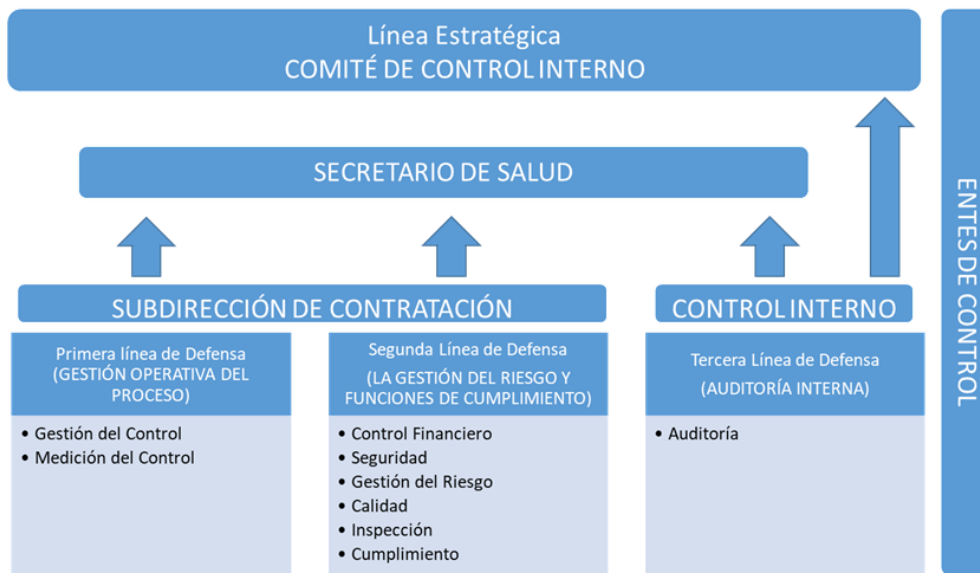 Línea Estratégica
COMITÉ DE CONTROL INTERNO
SECRETARIO DE SALUD
SUBDIRECCIÓN DE CONTRATACIÓN
Primera línea de Defensa
(GESTIÓN OPERATIVA DEL
PROCESO)
• Gestión del Control
• Medición del Control
Segunda Línea de Defensa
(LA GESTIÓN DEL RIESGO Y
FUNCIONES DE CUMPLIMIENTO)
• Control Financiero
• Seguridad
• Gestión del Riesgo
• Calidad
• Inspección
• Cumplimiento
CONTROL INTERNO
Tercera Línea de Defensa
(AUDITORÍA INTERNA)
• Auditoría
ENTES DE CONTROL